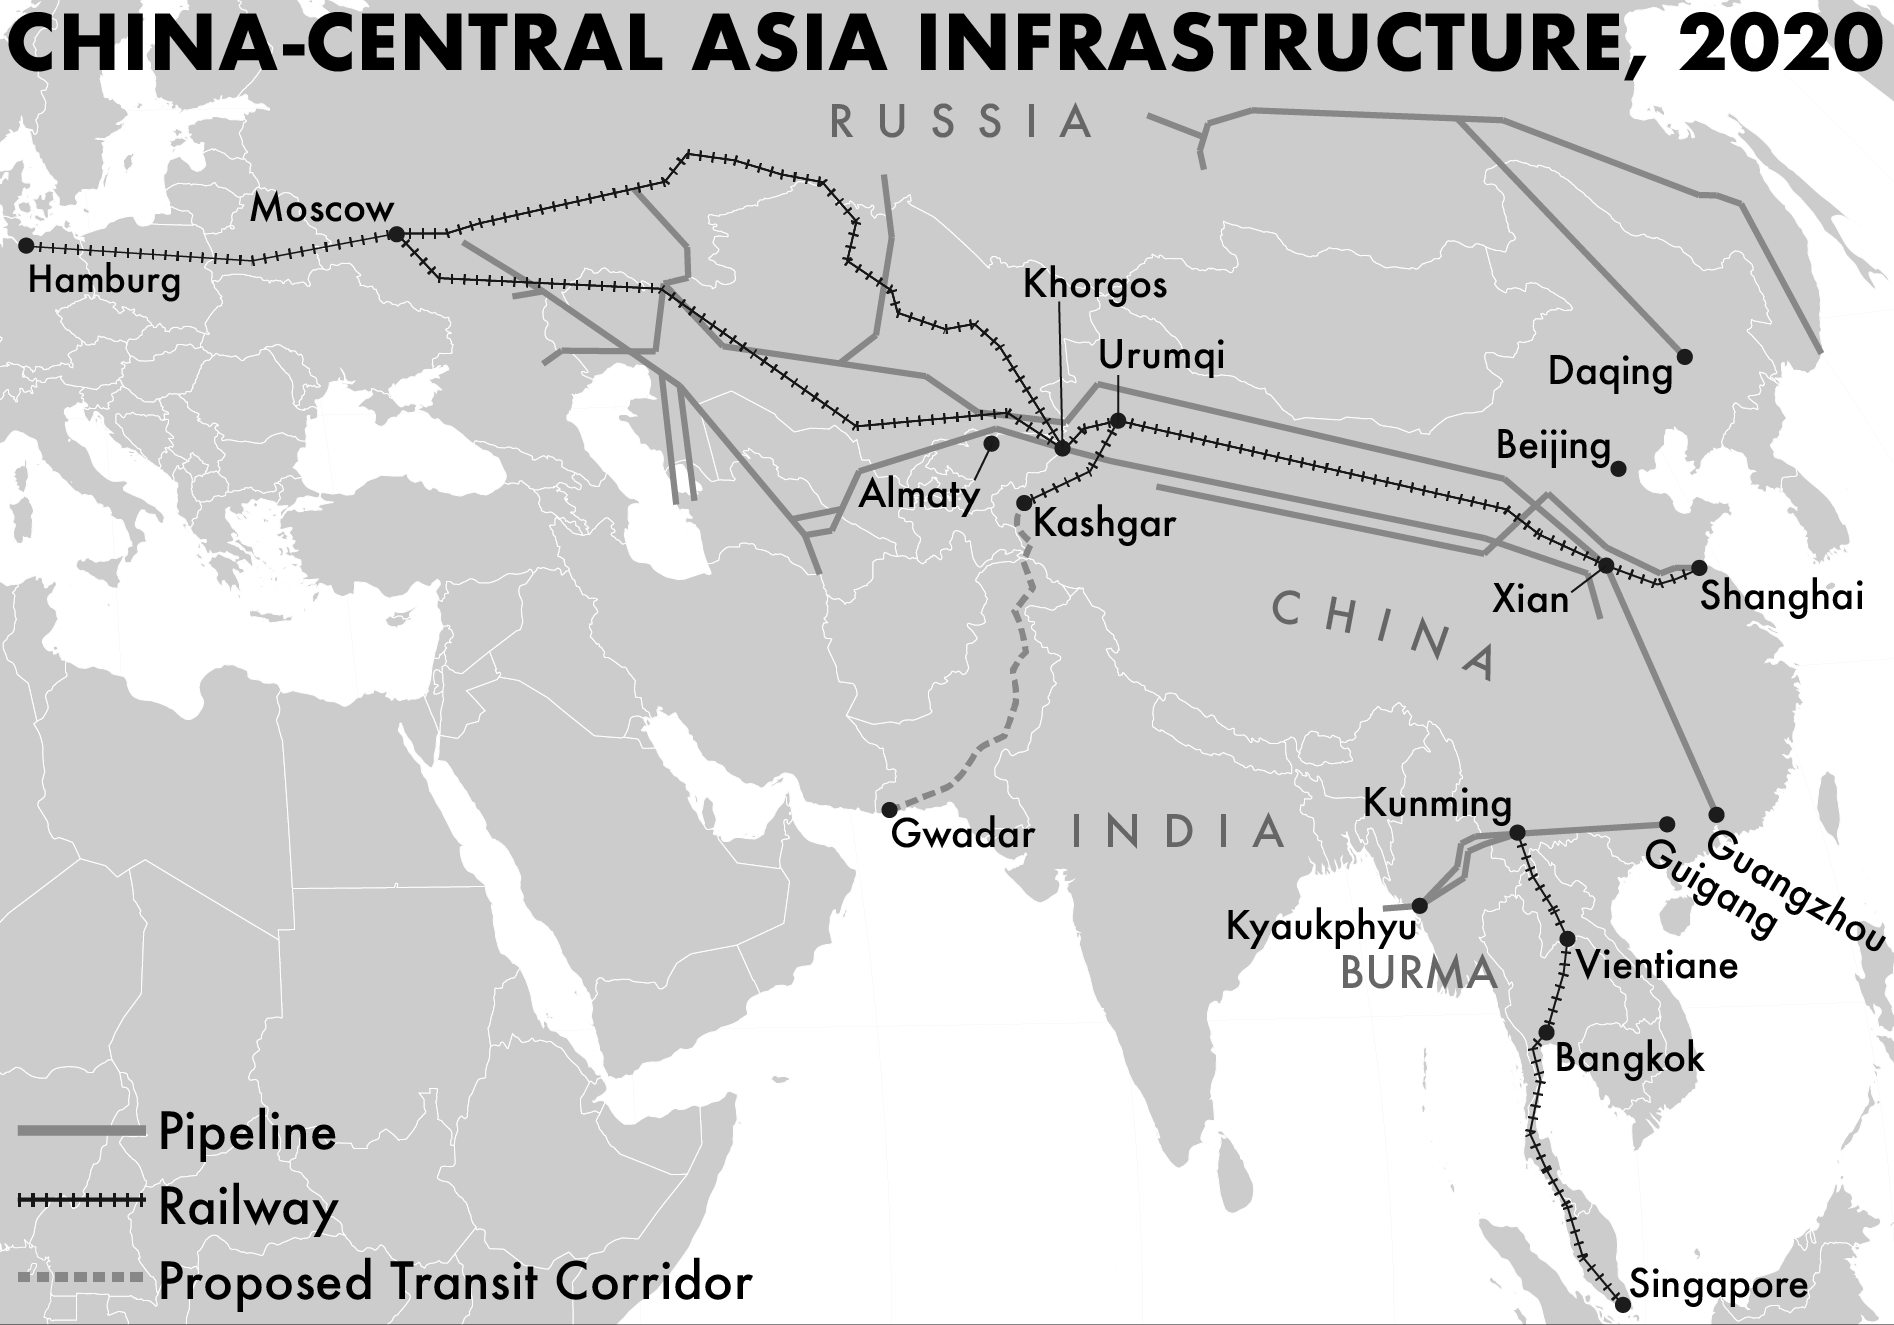 CHINA-CENTRAL ASIA INFRASTRUCTURE, 2020
RUSSIA
Moscow
Hamburg
Khorgos
Urumqi
Daqing
Beijing
Almaty
Kashgar
Xian
Shanghai
CHINA
Kunming
Gwadar
INDIA
Guangzhou
Guigang
Kyaukphyu
BURMA
Vientiane
Bangkok
Pipeline
Railway
Proposed Transit Corridor
Singapore